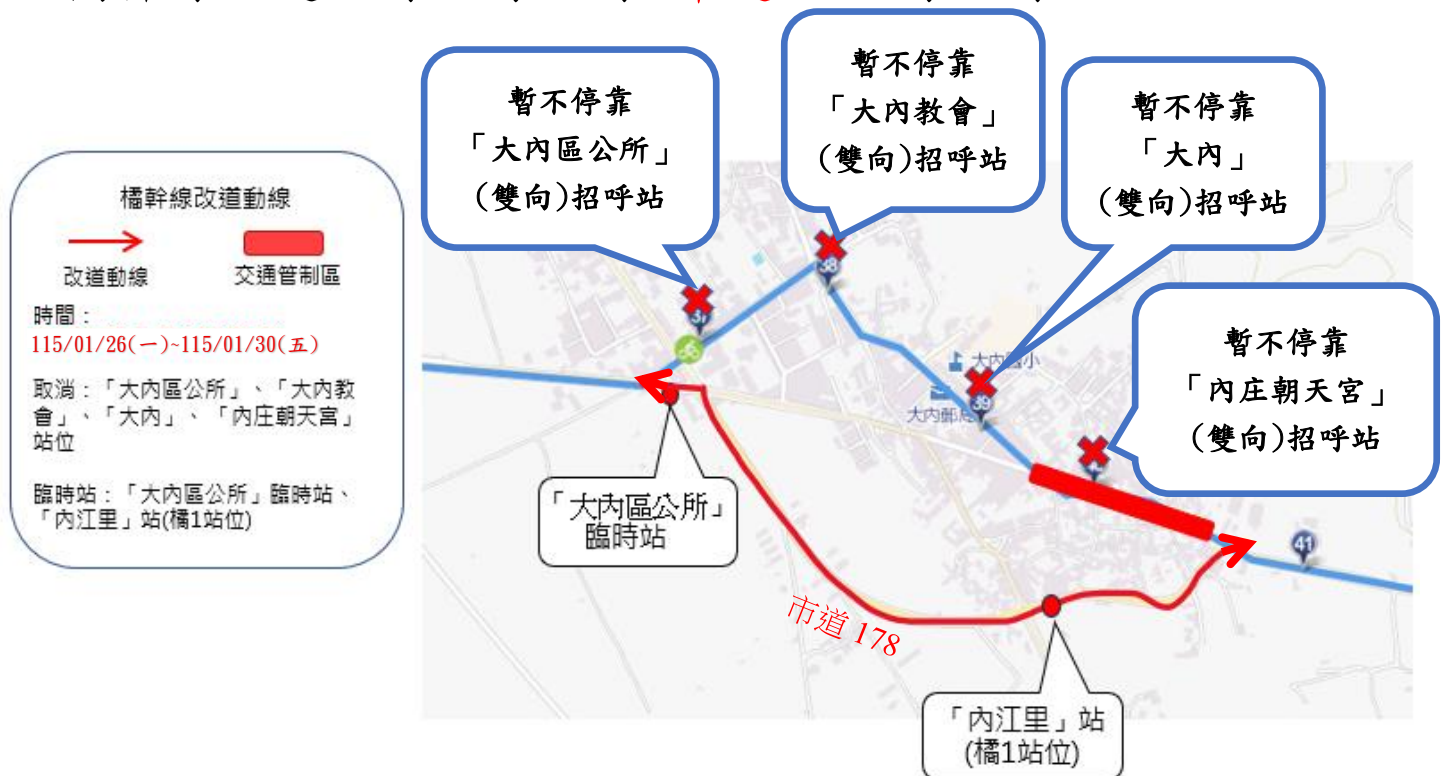 暫不停靠
「大內區公所」
(雙向)招呼站
暫不停靠
「大內教會」
(雙向)招呼站
暫不停靠
「大內」
(雙向)招呼站
暫不停靠
「內庄朝天宮」
(雙向)招呼站
橘幹線改道動線
改道動線
交通管制區
時間：
115/01/26(一)~115/01/30(五)
取消：「大內區公所」、「大內教
會」、「大內」、「內庄朝天宮」
站位
臨時站：「大內區公所」臨時站、
「內江里」站(橘1站位)
38
大內國小
39
大內郵局
41
「大內區公所」
臨時站
市道 178
「內江里」站
(橘1站位)